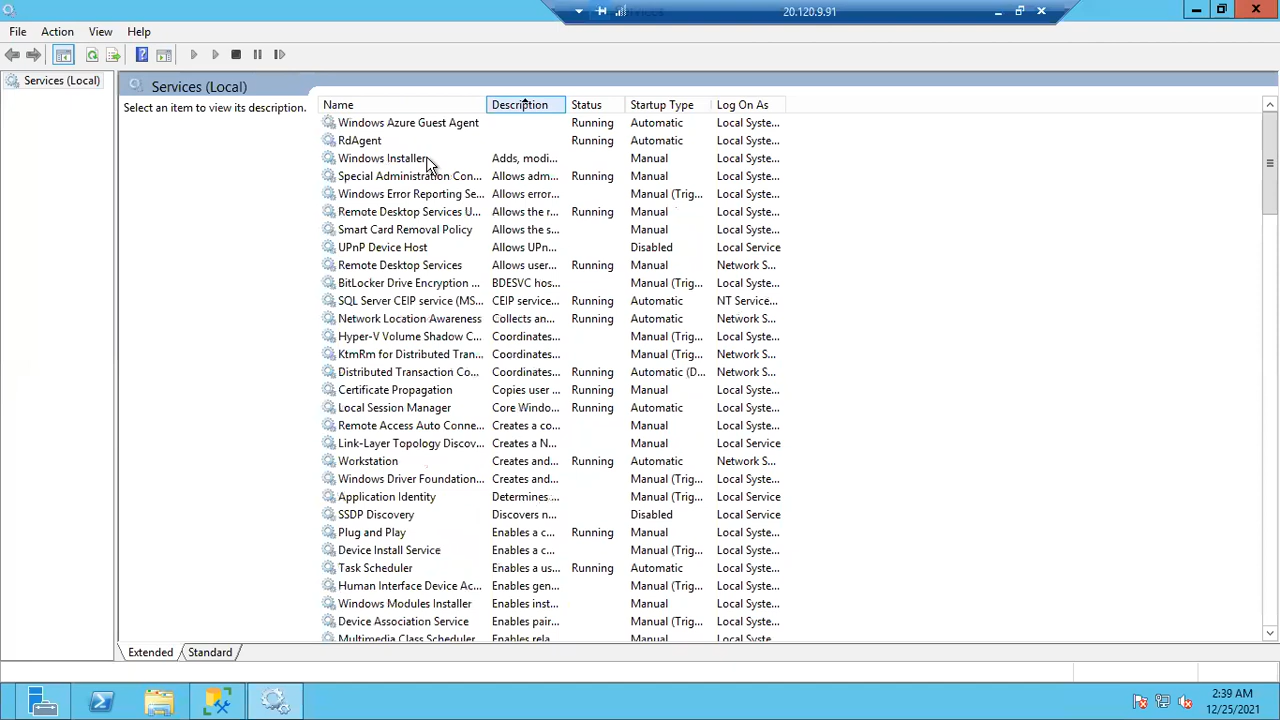 20.120.9.91
File Action View Help
Services (Local)
Services (Local)
Select an item to view its description.
Name Description Status Startup Type Log On As
Windows Azure Guest Agent Running Automatic Local Syste...
RdAgent Running Automatic Local Syste...
Windows Installer Adds, modi... Manual Local Syste...
Special Administration Con... Allows adm... Running Manual Local Syste...
Windows Error Reporting Se... Allows error... Manual (Trig... Local Syste...
Remote Desktop Services U... Allows the r... Running Manual Local Syste...
Smart Card Removal Policy Allows the s... Manual Local Syste...
UPnP Device Host Allows UPn... Disabled Local Service
Remote Desktop Services Allows user... Running Manual Network S...
BitLocker Drive Encryption ... BDESVC hos... Manual (Trig... Local Syste...
SQL Server CEIP service (MS... CEIP service... Running Automatic NT Service...
Network Location Awareness Collects an... Running Automatic Network S...
Hyper-V Volume Shadow C... Coordinates... Manual (Trig... Local Syste...
KtmRm for Distributed Tran... Coordinates... Manual (Trig... Network S...
Distributed Transaction Co... Coordinates... Running Automatic (D... Network S...
Certificate Propagation Copies user ... Running Manual Local Syste...
Local Session Manager Core Windo... Running Automatic Local Syste...
Remote Access Auto Conne... Creates a co... Manual Local Syste...
Link-Layer Topology Discov... Creates a N... Manual Local Service
Workstation Creates and... Running Automatic Network S...
Windows Driver Foundation... Creates and... Manual (Trig... Local Syste...
Application Identity Determines ... Manual (Trig... Local Service
SSDP Discovery Discovers n... Disabled Local Service
Plug and Play Enables a c... Running Manual Local Syste...
Device Install Service Enables a c... Manual (Trig... Local Syste...
Task Scheduler Enables a us... Running Automatic Local Syste...
Human Interface Device Ac... Enables gen... Manual (Trig... Local Syste...
Windows Modules Installer Enables inst... Manual Local Syste...
Device Association Service Enables pair... Manual (Trig... Local Syste...
Multimedia Class Scheduler Enables rela Manual Local Syste
Extended Standard
2:39 AM
12/25/2021